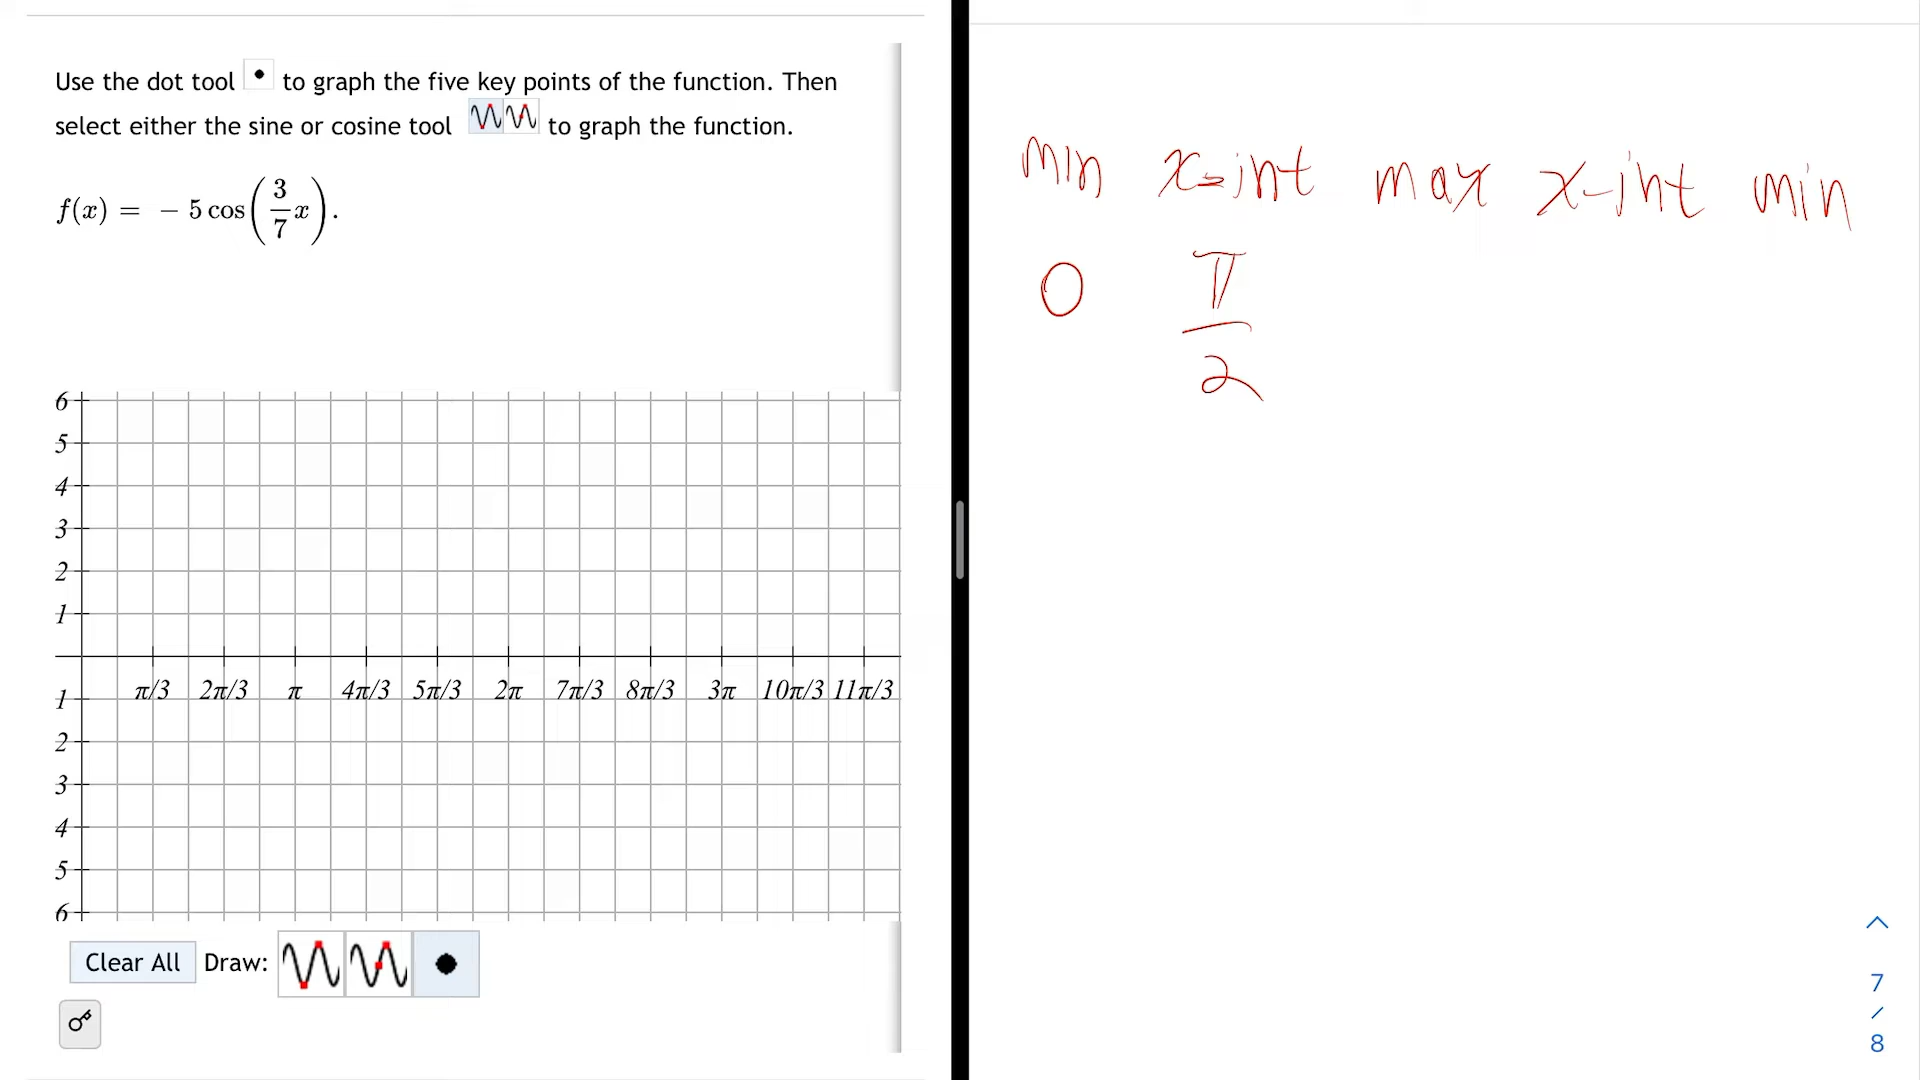 Use the dot tool to graph the five key points of the function. Then
select either the sine or cosine tool to graph the function.
f(x) = − 5 cos(3/7 x).
6
5
4
3
2
1
π/3 2π/3 π 4π/3 5π/3 2π 7π/3 8π/3 3π 10π/3 11π/3
1
2
3
4
5
6
Clear All Draw:
min x-int max x-int min
0 π/2
7
/
8